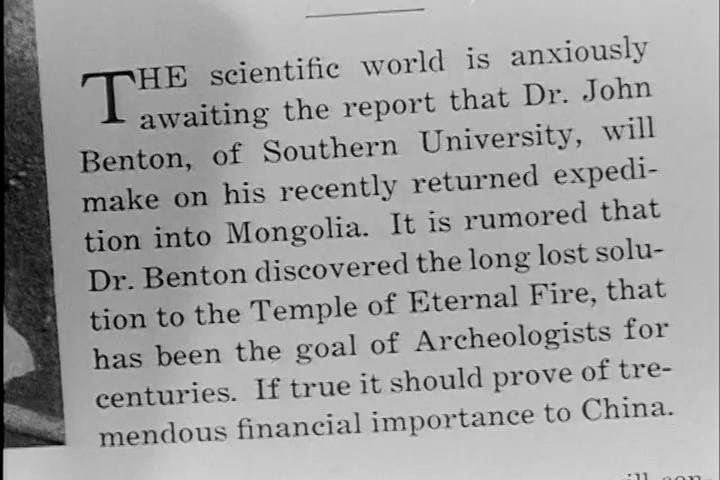 THE scientific world is anxiously
awaiting the report that Dr. John
Benton, of Southern University, will
make on his recently returned expedi-
tion into Mongolia. It is rumored that
Dr. Benton discovered the long lost solu-
tion to the Temple of Eternal Fire, that
has been the goal of Archeologists for
centuries. If true it should prove of tre-
mendous financial importance to China.